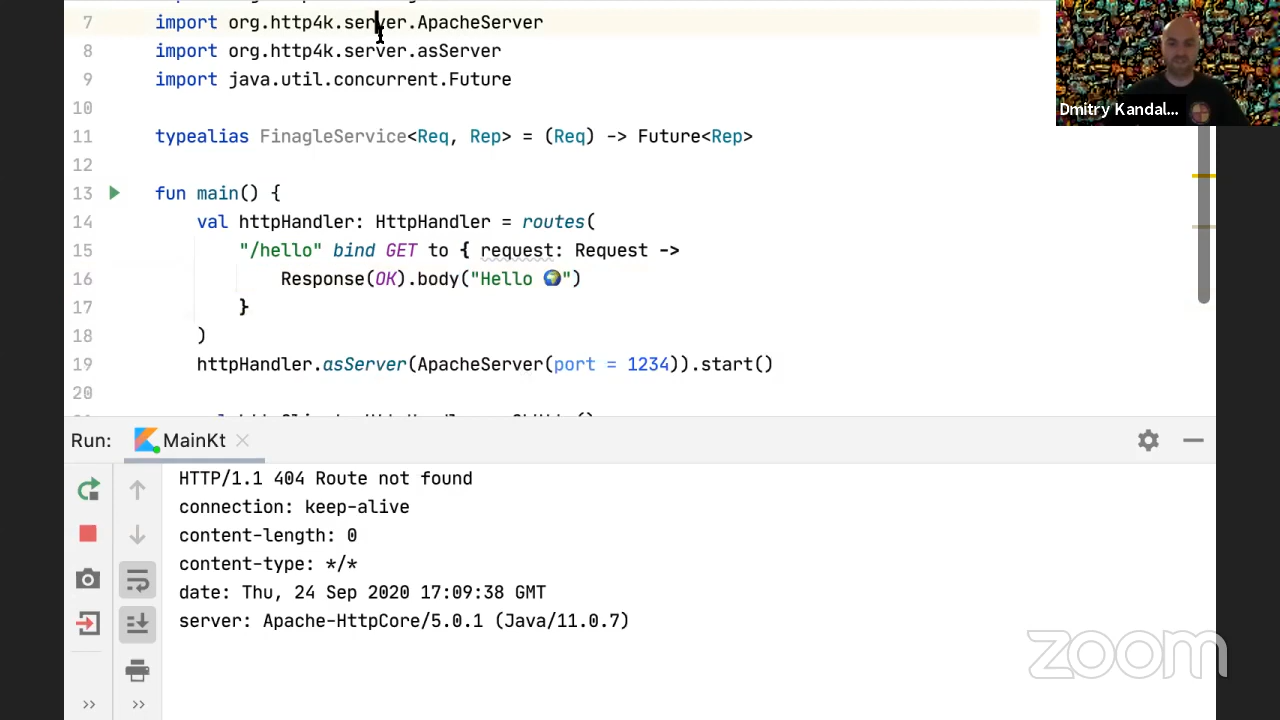 7 import org.http4k.server.ApacheServer
8 import org.http4k.server.asServer
9 import java.util.concurrent.Future
10
11 typealias FinagleService<Req, Rep> = (Req) -> Future<Rep>
12
13 fun main() {
14 val httpHandler: HttpHandler = routes(
15 "/hello" bind GET to { request: Request ->
16 Response(OK).body("Hello 🌍")
17 }
18 )
19 httpHandler.asServer(ApacheServer(port = 1234)).start()
20
Dmitry Kandal...
Run: MainKt
HTTP/1.1 404 Route not found
connection: keep-alive
content-length: 0
content-type: */*
date: Thu, 24 Sep 2020 17:09:38 GMT
server: Apache-HttpCore/5.0.1 (Java/11.0.7)
zoom